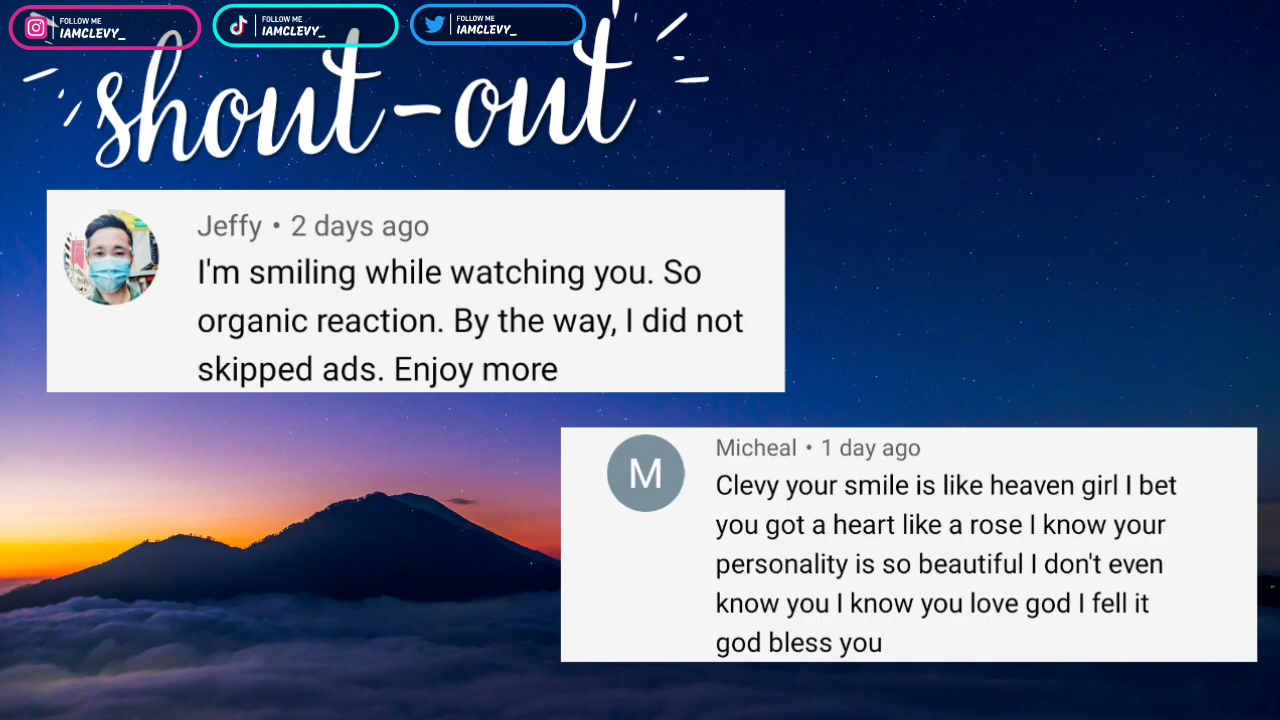 FOLLOW ME
IAMCLEVY_
FOLLOW ME
IAMCLEVY_
FOLLOW ME
IAMCLEVY_
shout-out
Jeffy • 2 days ago
I'm smiling while watching you. So
organic reaction. By the way, I did not
skipped ads. Enjoy more
M
Micheal • 1 day ago
Clevy your smile is like heaven girl I bet
you got a heart like a rose I know your
personality is so beautiful I don't even
know you I know you love god I fell it
god bless you